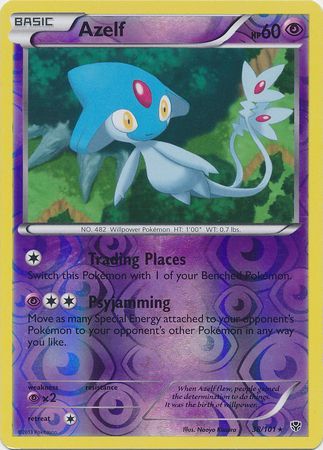 BASIC
Azelf
HP60
NO. 482 Willpower Pokémon HT: 1'00" WT: 0.7 lbs.
Trading Places
Switch this Pokémon with 1 of your Benched Pokémon.
Psyjamming
Move as many Special Energy attached to your opponent's
Pokémon to your opponent's other Pokémon in any way
you like.
weakness
resistance
×2
When Azelf flew, people gained
the determination to do things.
It was the birth of willpower.
retreat
Illus. Naoyo Kimura
©2013 Pokémon
38/101 ★